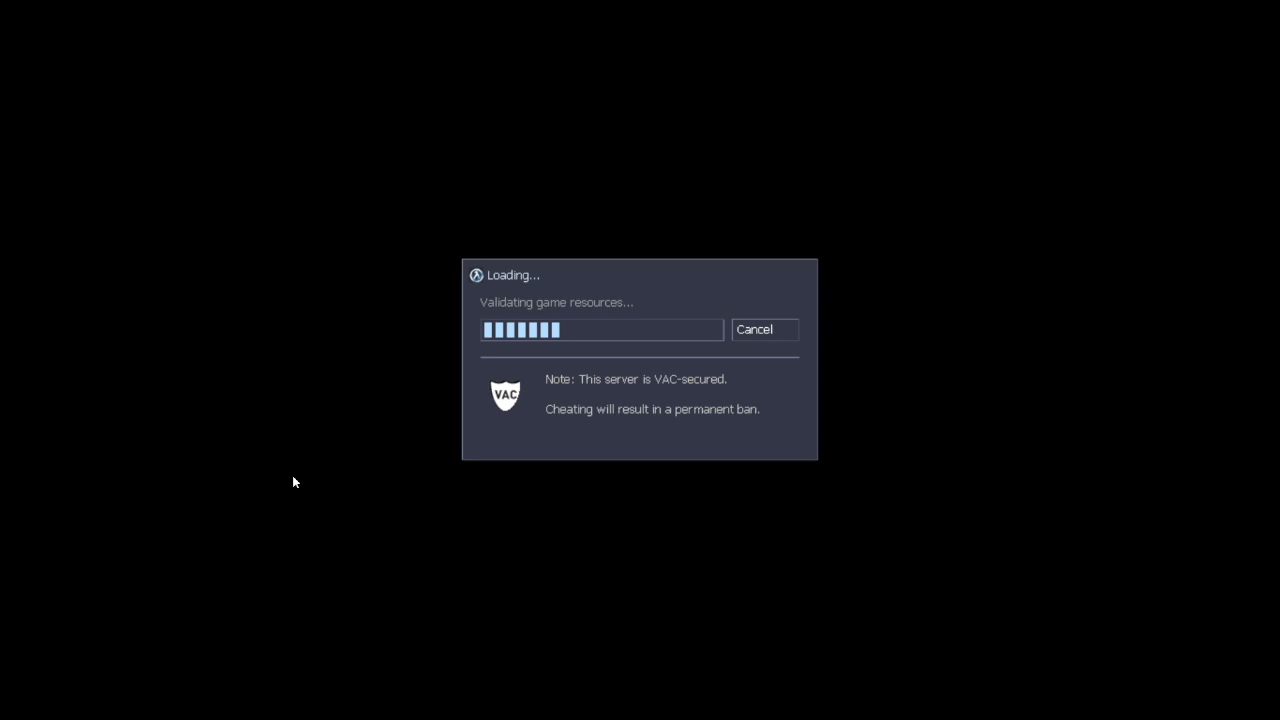 Loading...
Validating game resources...
Cancel
VAC
Note: This server is VAC-secured.
Cheating will result in a permanent ban.